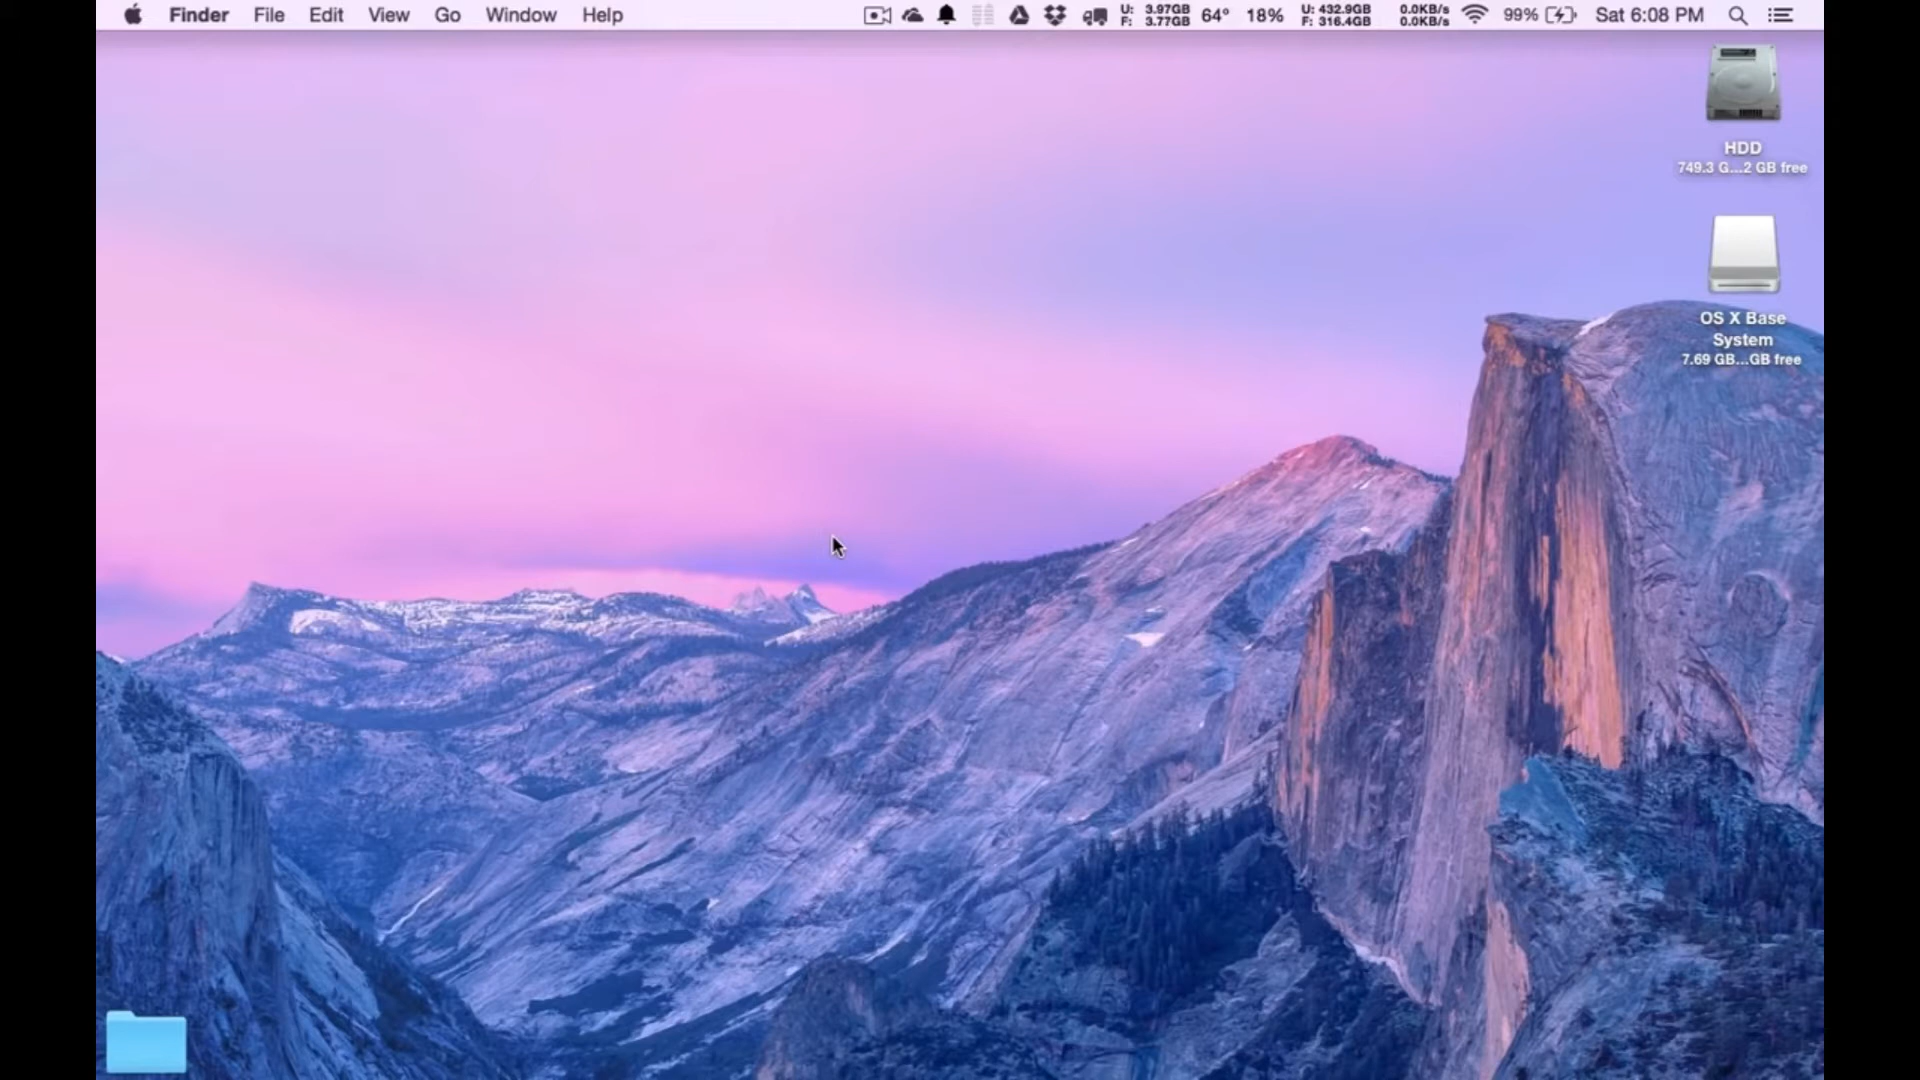 Finder File Edit View Go Window Help
U: 3.97GB
F: 3.77GB
64° 18%
U: 432.9GB
F: 316.4GB
0.0KB/s
0.0KB/s
99% Sat 6:08 PM
HDD
749.3 G...2 GB free
OS X Base
System
7.69 GB...GB free